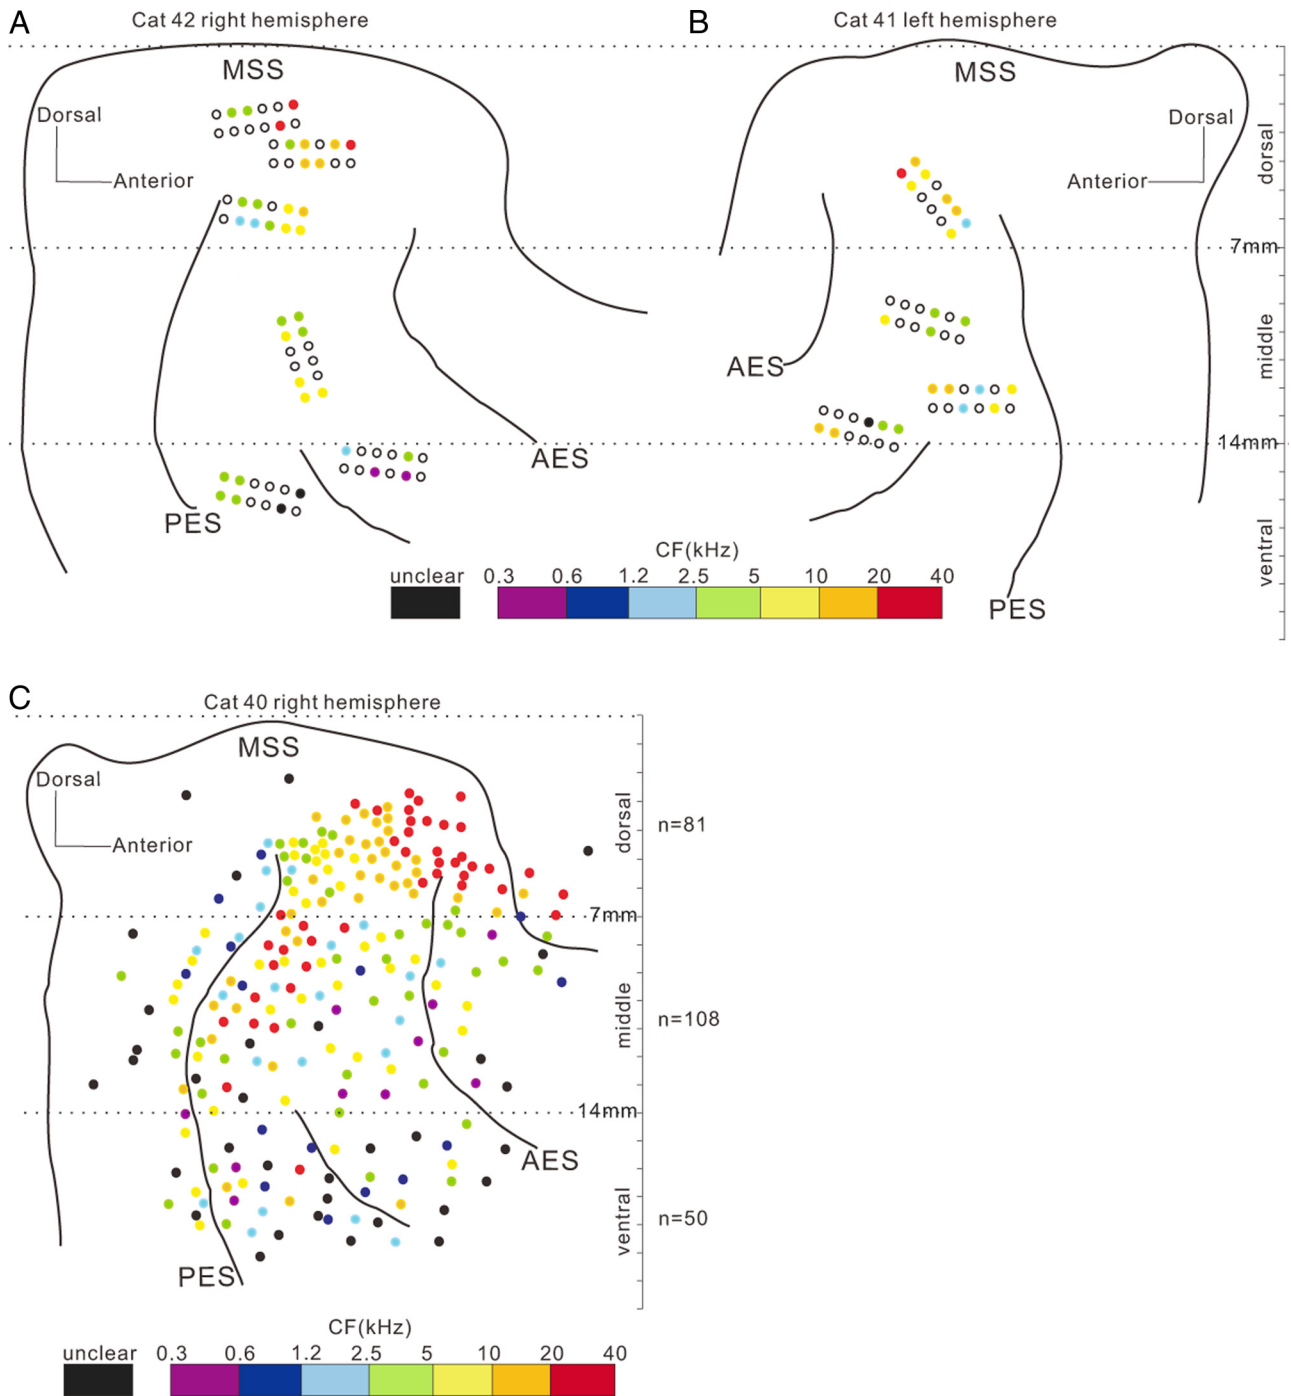 A
Cat 42 right hemisphere
MSS
Dorsal
Anterior
AES
PES
B
Cat 41 left hemisphere
MSS
Dorsal
Anterior
AES
PES
dorsal
7mm
middle
14mm
ventral
CF(kHz)
unclear 0.3 0.6 1.2 2.5 5 10 20 40
C
Cat 40 right hemisphere
MSS
Dorsal
Anterior
AES
PES
dorsal
n=81
7mm
middle
n=108
14mm
ventral
n=50
CF(kHz)
unclear 0.3 0.6 1.2 2.5 5 10 20 40